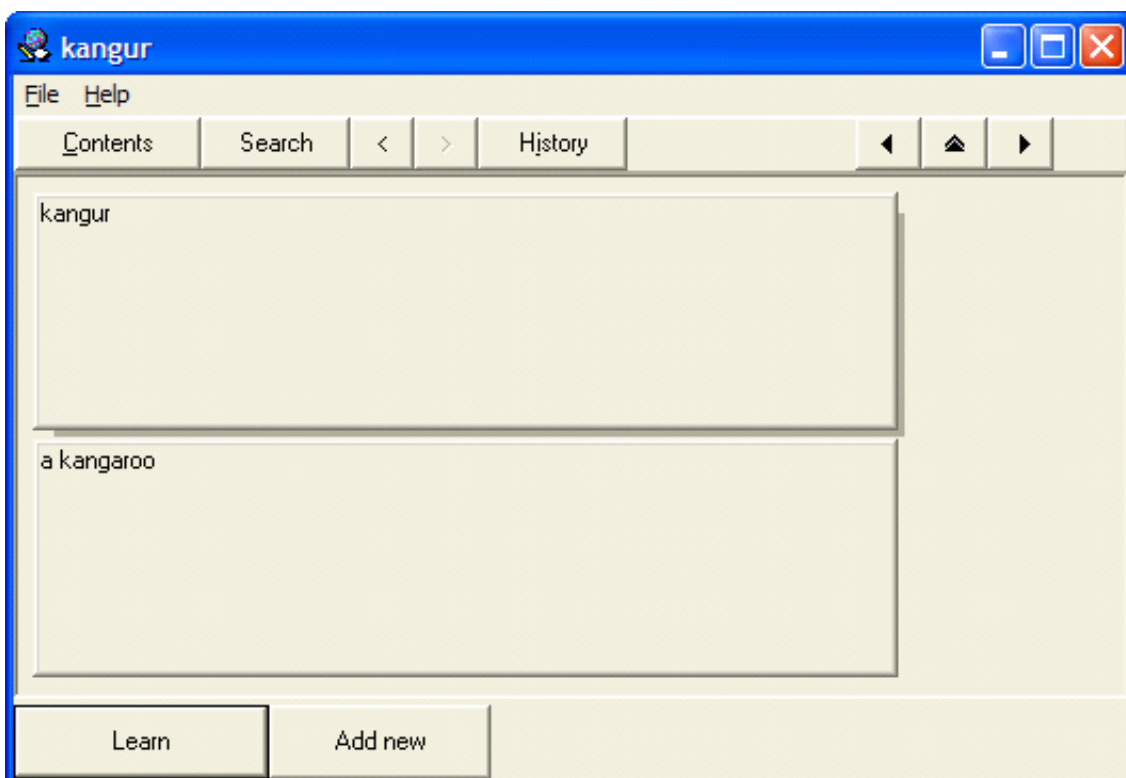 kangur
File Help
Contents Search < > History
kangur
a kangaroo
Learn Add new